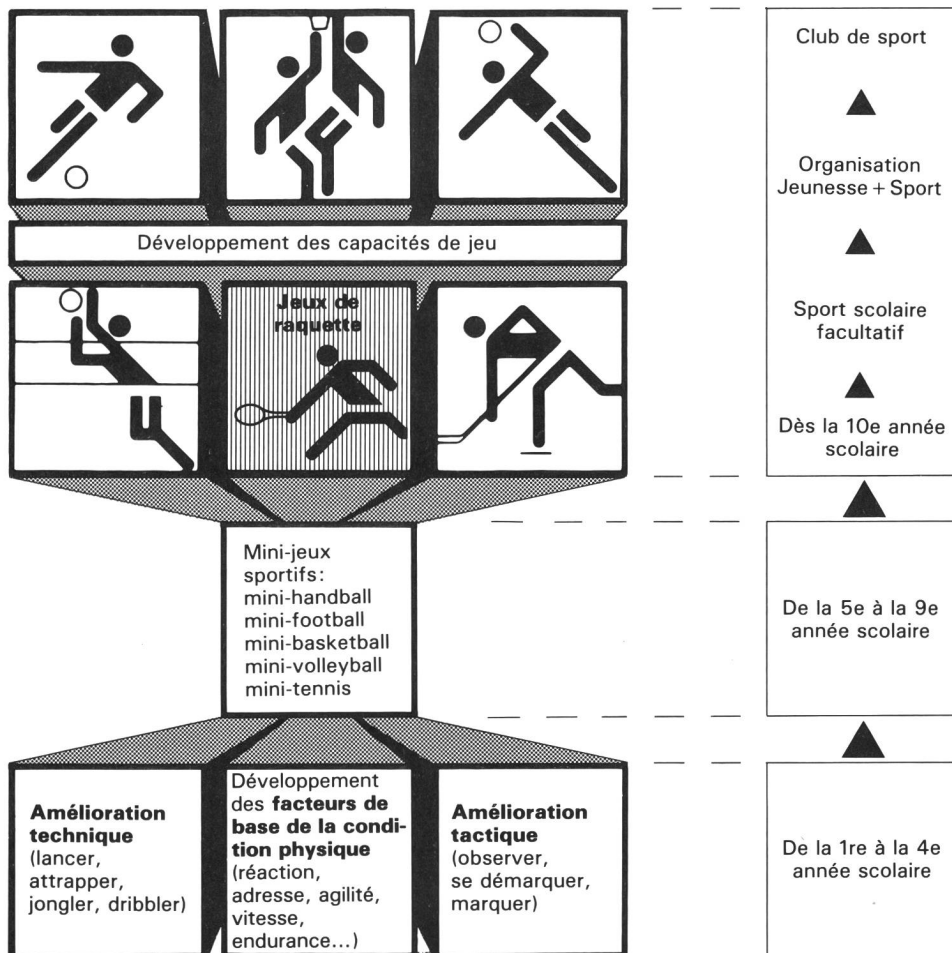 Club de sport
Organisation
Jeunesse + Sport
Développement des capacités de jeu
Jeux de
raquette
Sport scolaire
facultatif
Dès la 10e année
scolaire
Mini-jeux
sportifs:
mini-handball
mini-football
mini-basketball
mini-volleyball
mini-tennis
De la 5e à la 9e
année scolaire
Amélioration
technique
(lancer,
attrapper,
jongler, dribbler)
Développement
des facteurs de
base de la condi-
tion physique
(réaction,
adresse, agilité,
vitesse,
endurance...)
Amélioration
tactique
(observer,
se démarquer,
marquer)
De la 1re à la 4e
année scolaire